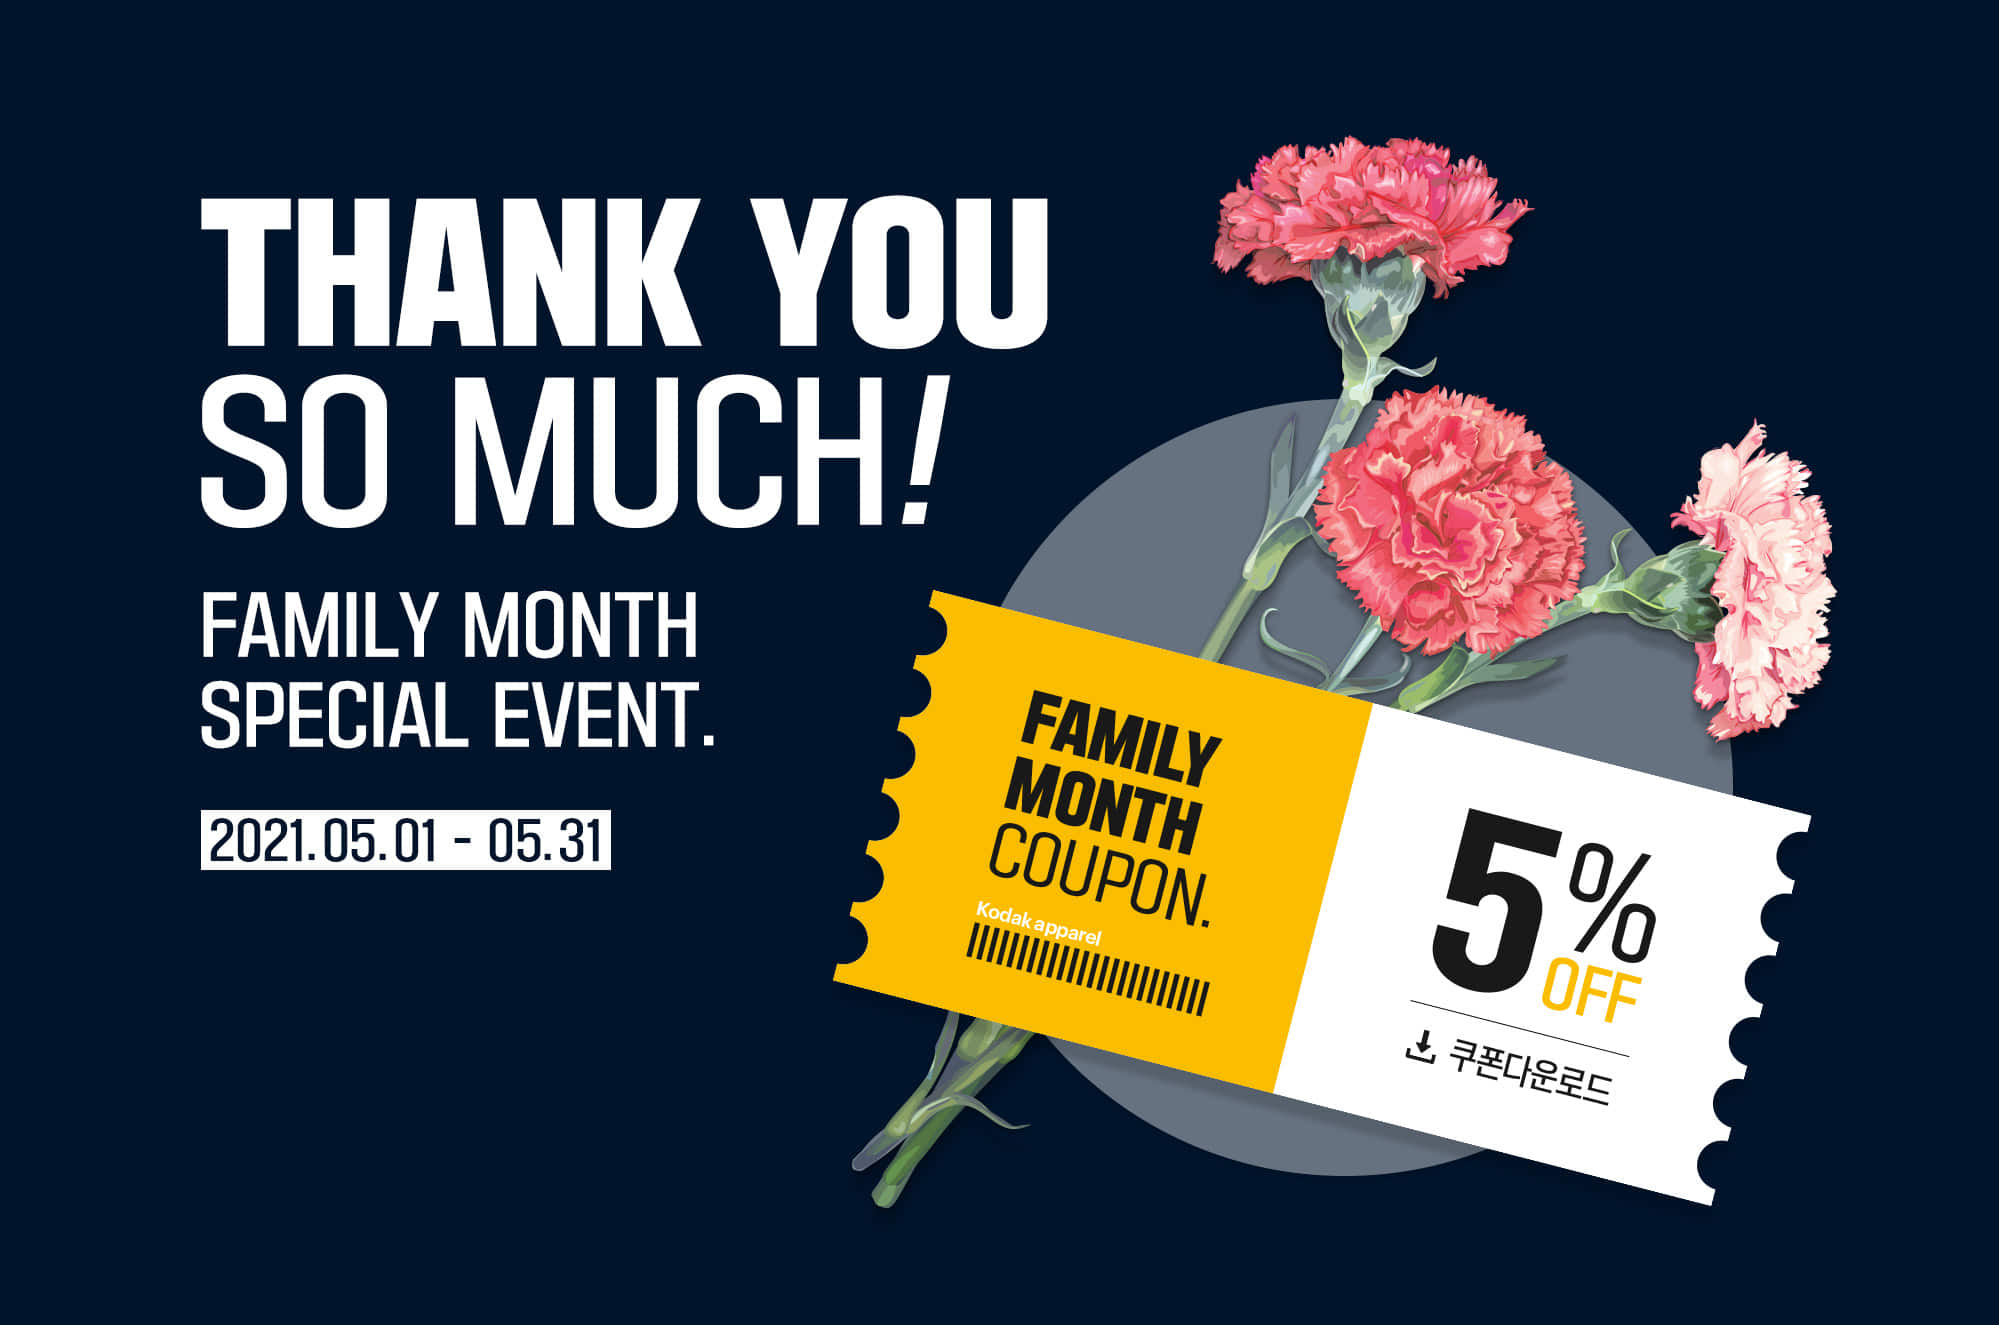 THANK YOU
SO MUCH!
FAMILY MONTH
SPECIAL EVENT.
2021.05.01 - 05.31
FAMILY
MONTH
COUPON.
Kodak apparel
5%
OFF
쿠폰다운로드